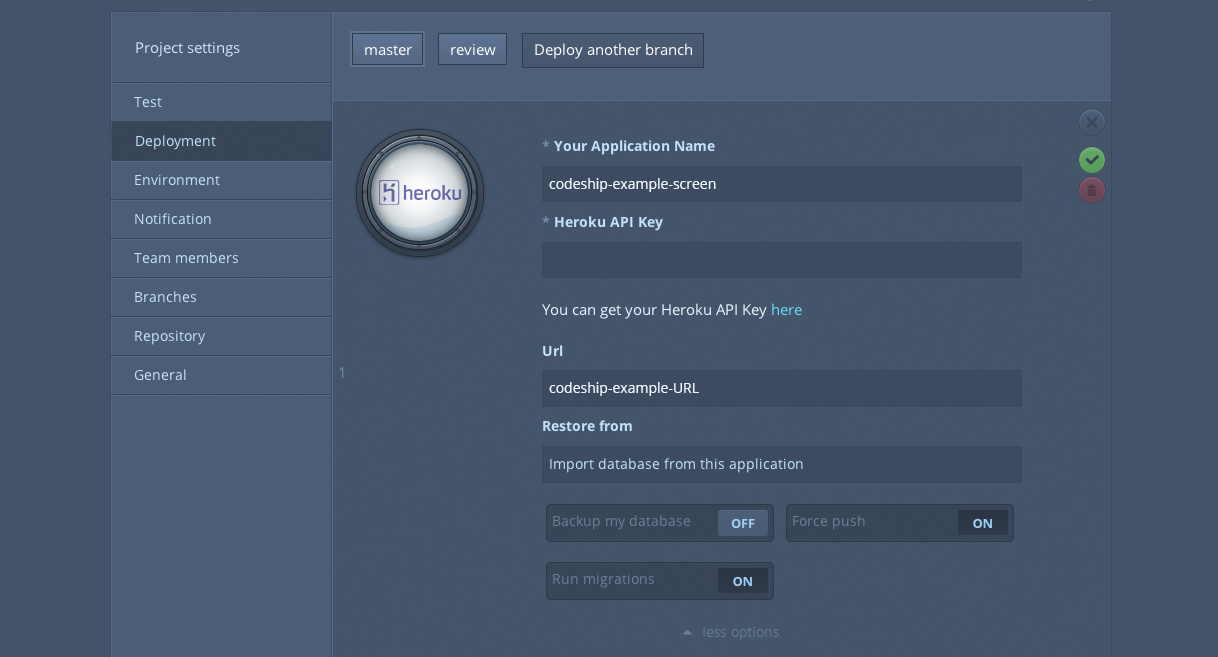 Project settings
master
review
Deploy another branch
Test
Deployment
Environment
Notification
Team members
Branches
Repository
General
1
heroku
* Your Application Name
codeship-example-screen
* Heroku API Key
You can get your Heroku API Key here
Url
codeship-example-URL
Restore from
Import database from this application
Backup my database OFF
Force push ON
Run migrations ON
less options